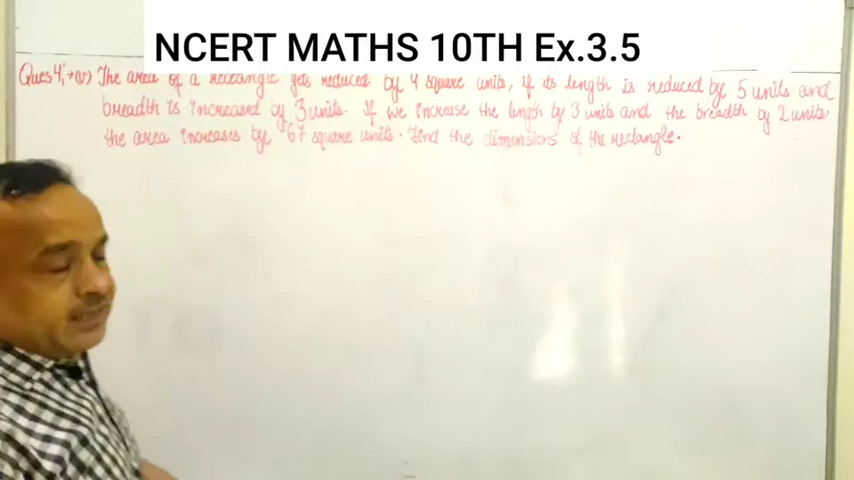 NCERT MATHS 10TH Ex.3.5
Ques 4:→(v) The area of a rectangle gets reduced by 4 square units, if its length is reduced by 5 units and
breadth is increased by 3 units. If we increase the length by 3 units and the breadth by 2 units,
the area increases by 67 square units. Find the dimensions of the rectangle.